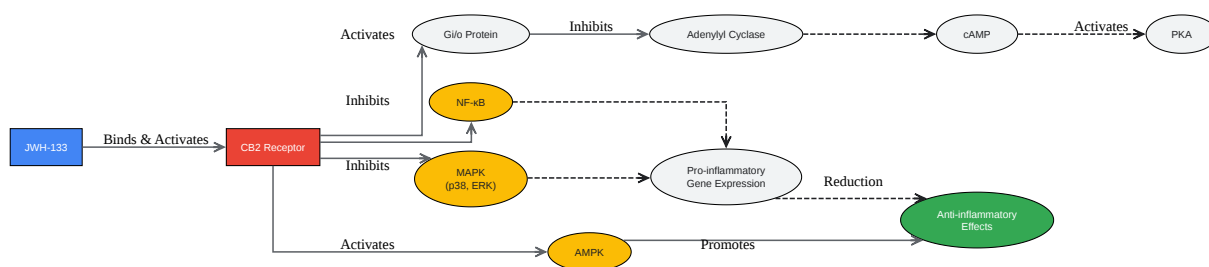 Activates
Gi/o Protein
Inhibits
Adenylyl Cyclase
cAMP
Activates
PKA
Inhibits
NF-κB
JWH-133
Binds & Activates
CB2 Receptor
Inhibits
MAPK
(p38, ERK)
Pro-inflammatory
Gene Expression
Reduction
Anti-inflammatory
Effects
Activates
AMPK
Promotes